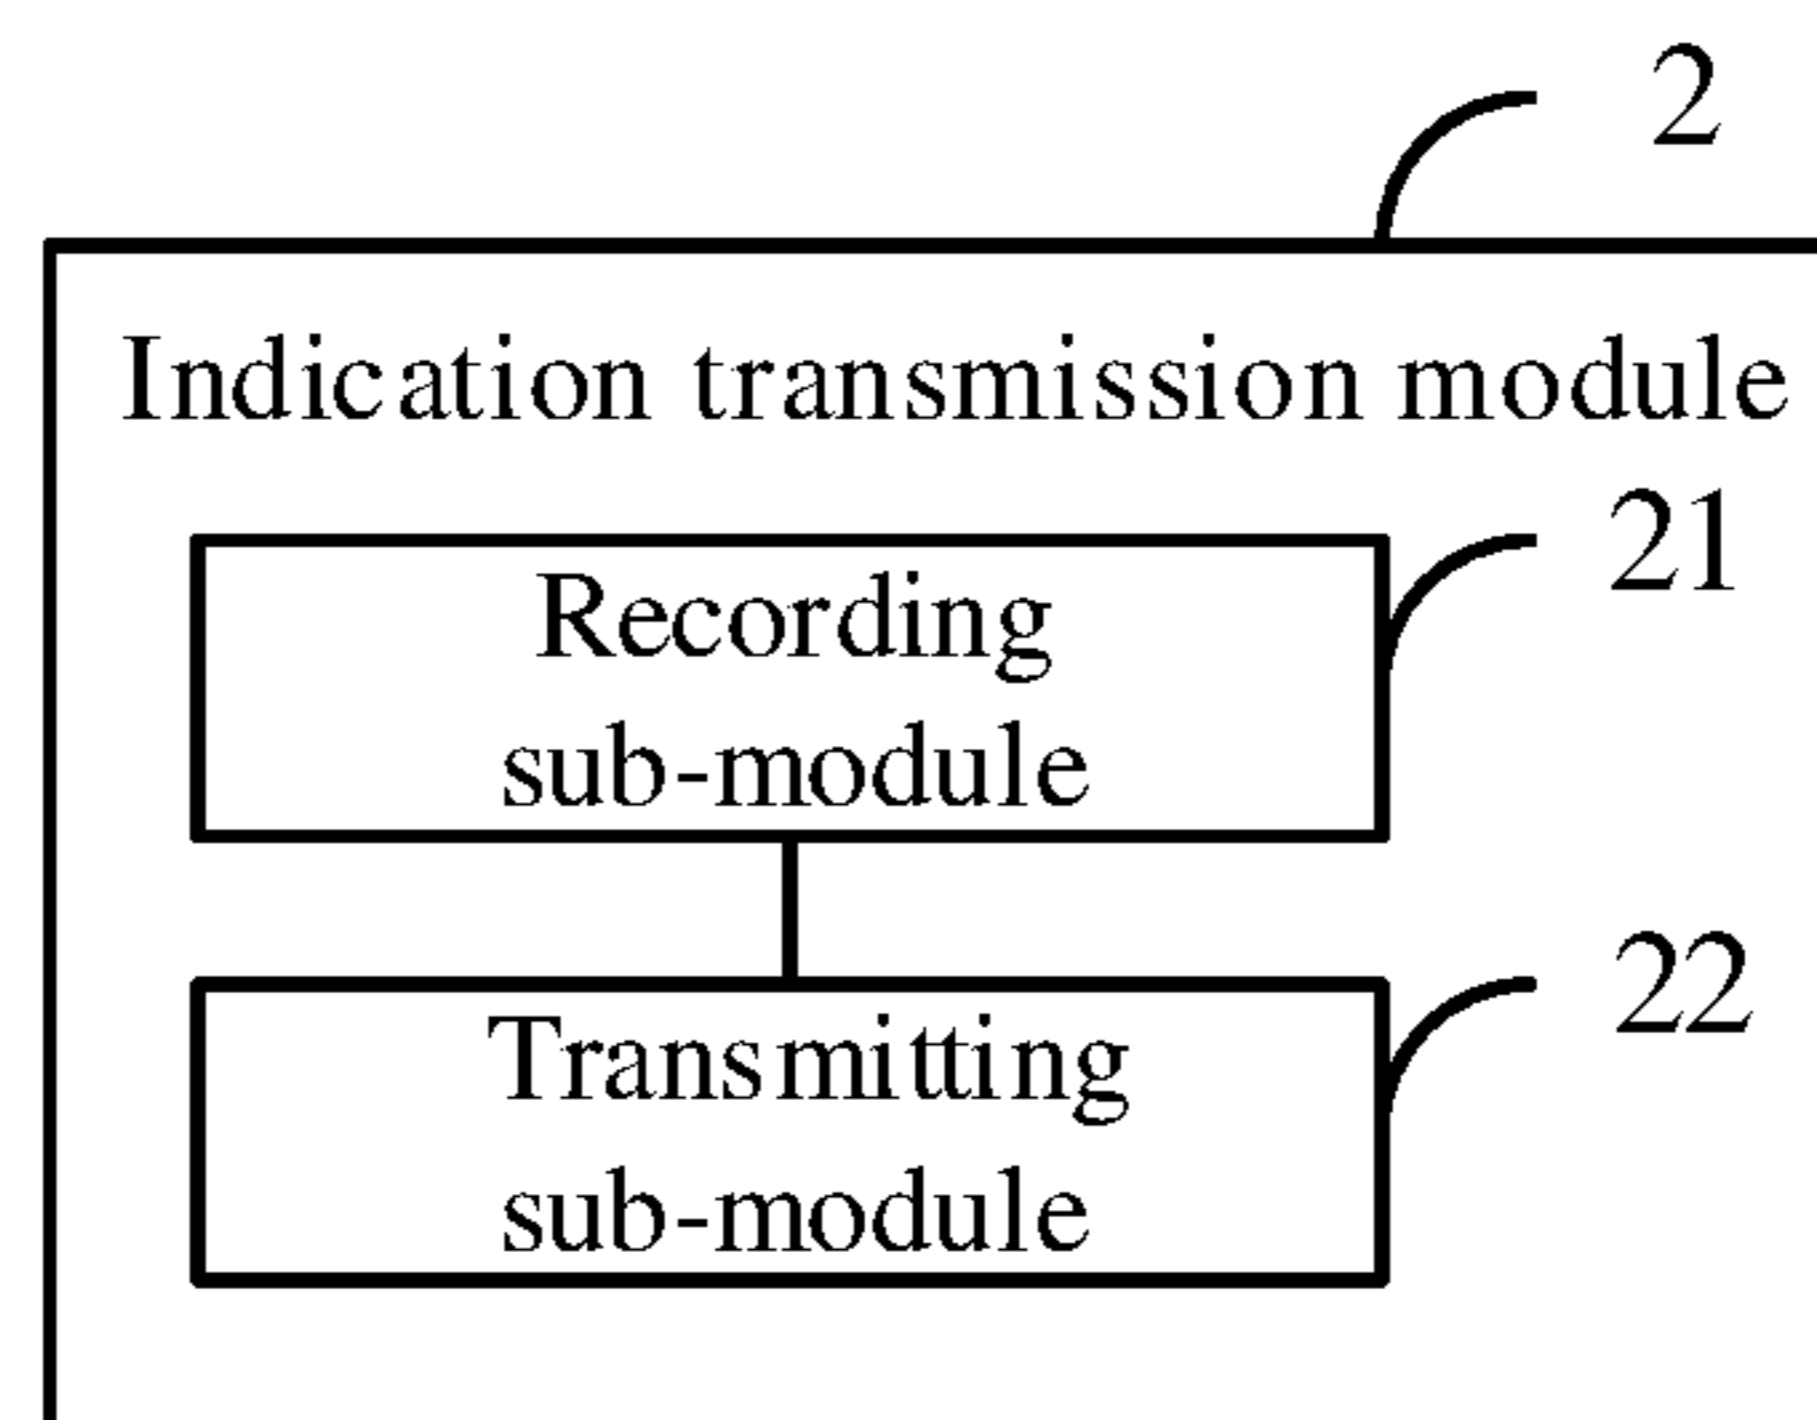 2
Indication transmission module
21
Recording
sub-module
22
Transmitting
sub-module